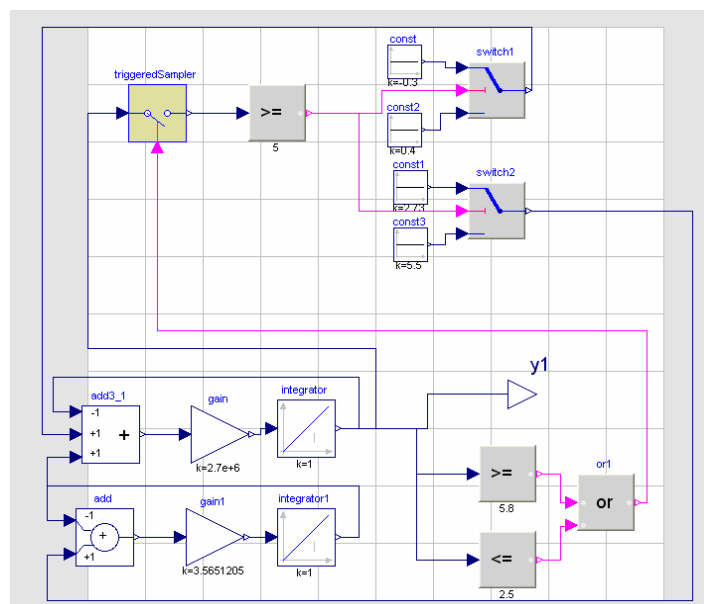 const
switch1
triggeredSampler
k=-0.3
>=
const2
5
k=0.4
const1
switch2
k=2.73
const3
k=5.5
y1
add3_1
gain
integrator
-1
+1
+
+1
k=2.7e+6
k=1
>=
or1
5.8
or
add
gain1
integrator1
-1
+
+1
<=
k=3.5651205
k=1
2.5